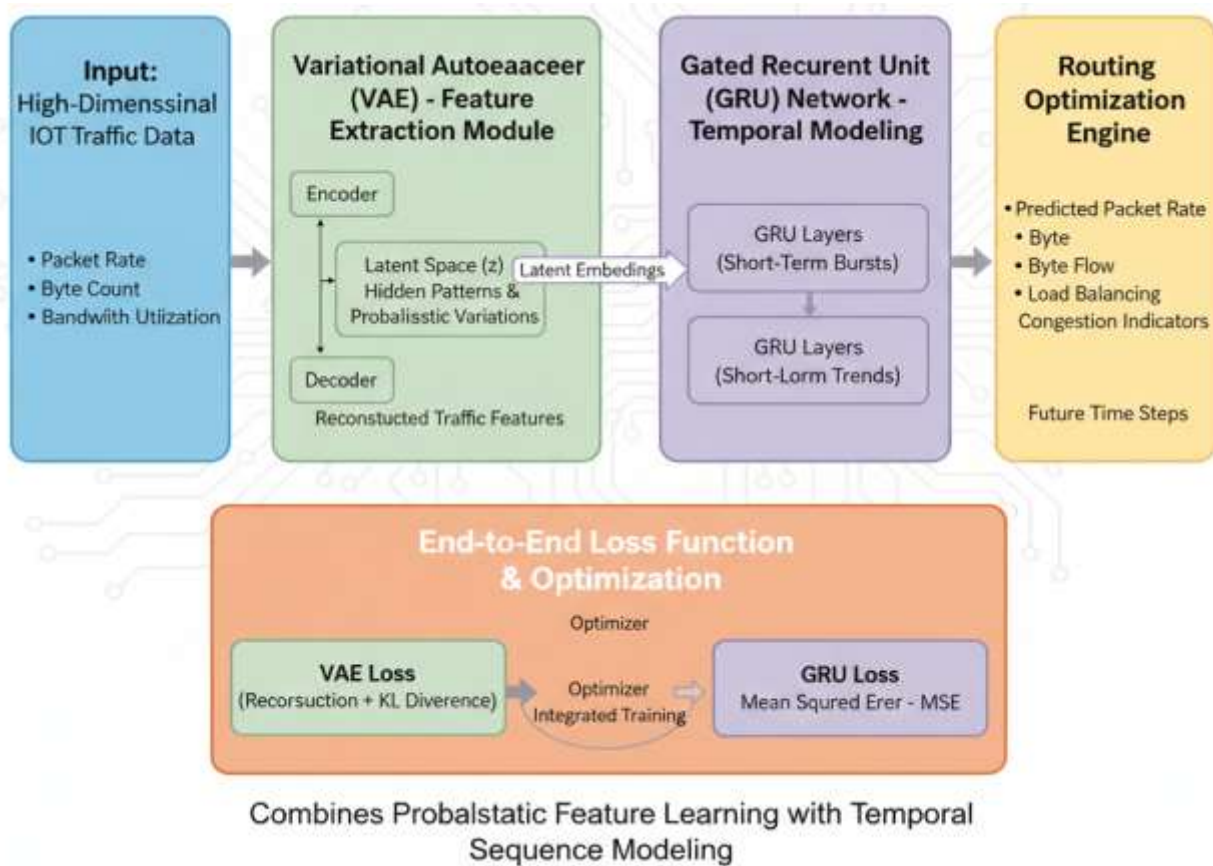 Input:
High-Dimenssinal
IOT Traffic Data
• Packet Rate
• Byte Count
• Bandwiith Utiization
Variational Autoeaaceer
(VAE) - Feature
Extraction Module
Encoder
Latent Space (z)
Hidden Patterns &
Probalisstic Variations
Decoder
Reconstucted Traffic Features
Latent Embedings
Gated Recurent Unit
(GRU) Network -
Temporal Modeling
GRU Layers
(Short-Term Bursts)
GRU Layers
(Short-Lorm Trends)
Routing
Optimization
Engine
• Predicted Packet Rate
• Byte
• Byte Flow
• Load Balancing
Congestion Indicators
Future Time Steps
End-to-End Loss Function
& Optimization
Optimizer
VAE Loss
(Recorsuction + KL Diverence)
Optimizer
Integrated Training
GRU Loss
Mean Squred Erer - MSE
Combines Probalstatic Feature Learning with Temporal
Sequence Modeling